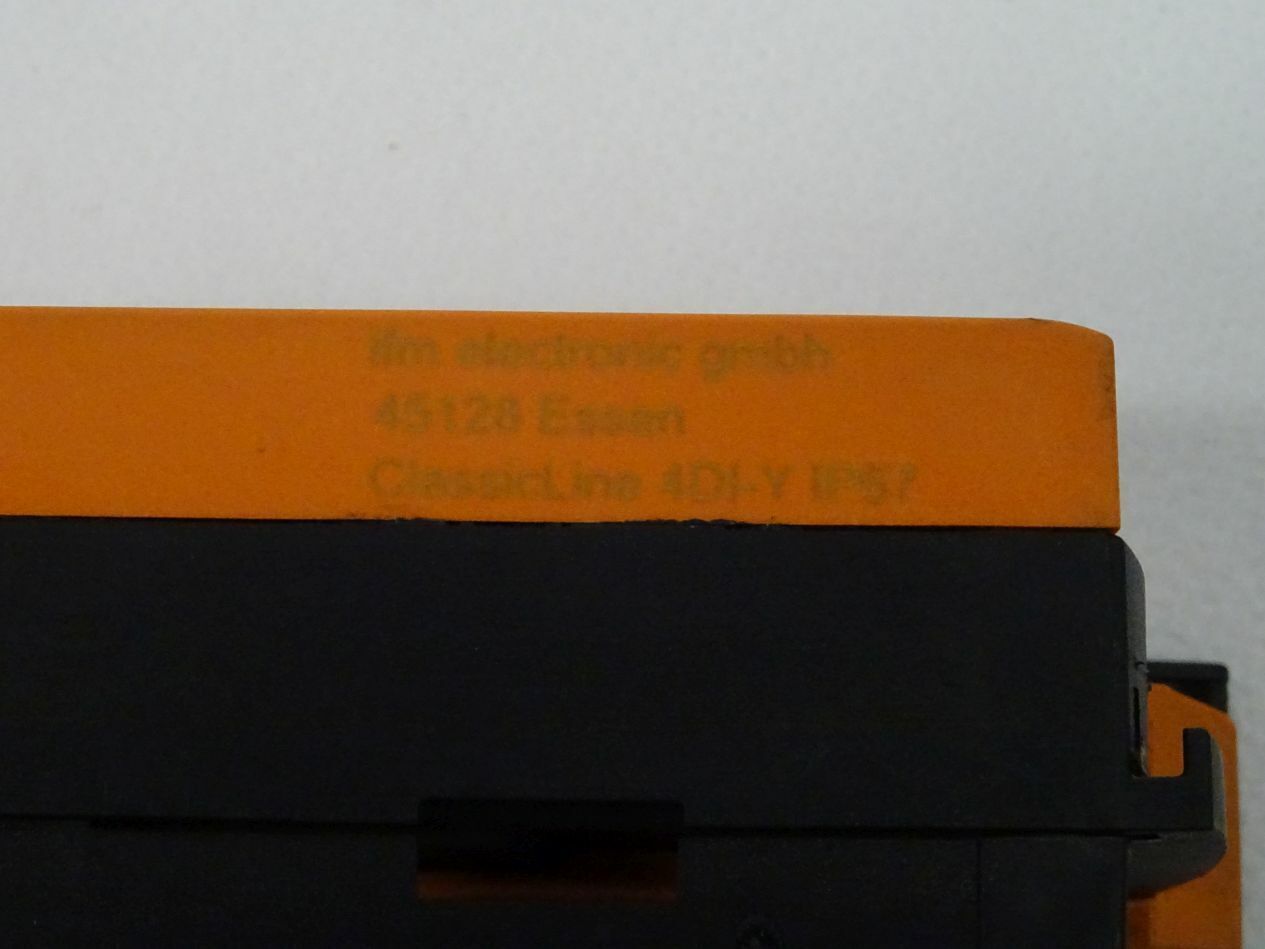 ifm electronic gmbh
45128 Essen
ClassicLine 4DI-Y IP67